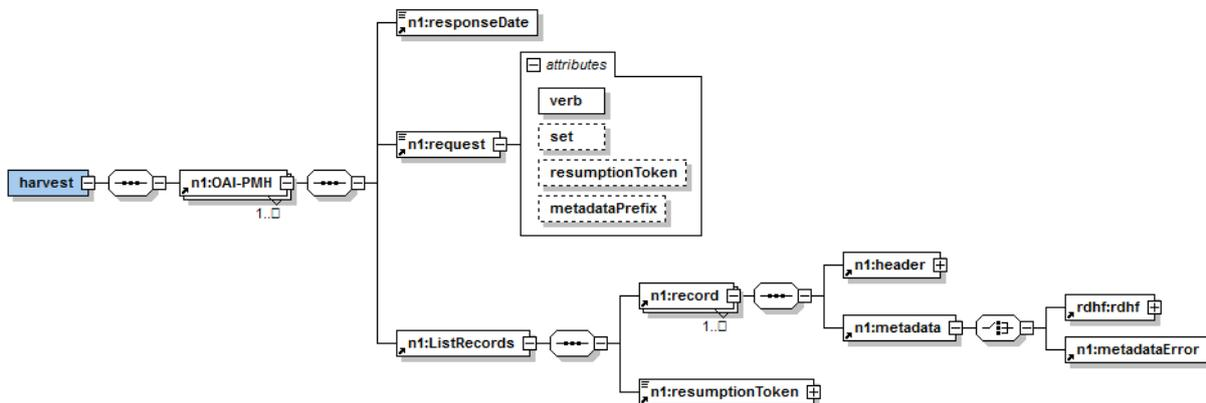 n1:responseDate
attributes
verb
set
resumptionToken
metadataPrefix
n1:request
harvest
n1:OAI-PMH
1..
n1:ListRecords
n1:record
1..
n1:header
n1:metadata
rdhf:rdhf
n1:metadataError
n1:resumptionToken